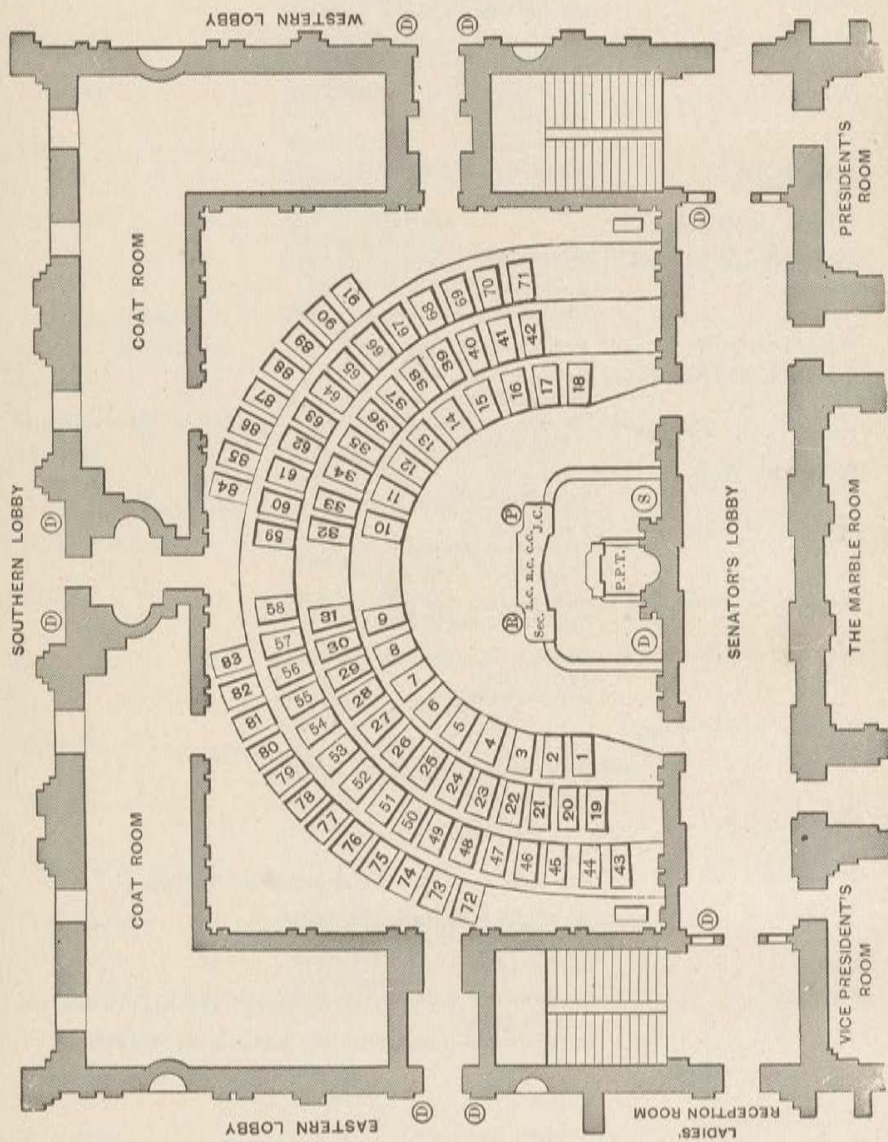 WESTERN LOBBY
D
D
PRESIDENT'S
ROOM
D
COAT ROOM
91
90
89
88
87
86
85
84
71
70
69
68
67
66
65
64
63
62
61
60
59
42
41
40
39
38
37
36
35
34
33
32
18
17
16
15
14
13
12
11
10
SOUTHERN LOBBY
D
D
P
J.C.
C.C.
R.C.
L.C.
Sec.
E
S
P.P.T.
D
SENATOR'S LOBBY
THE MARBLE ROOM
9
8
7
6
5
4
3
2
1
31
30
29
28
27
26
25
24
23
22
21
20
19
58
57
56
55
54
53
52
51
50
49
48
47
46
45
44
43
83
82
81
80
79
78
77
76
75
74
73
72
COAT ROOM
D
VICE PRESIDENT'S
ROOM
EASTERN LOBBY
D
D
LADIES'
RECEPTION ROOM